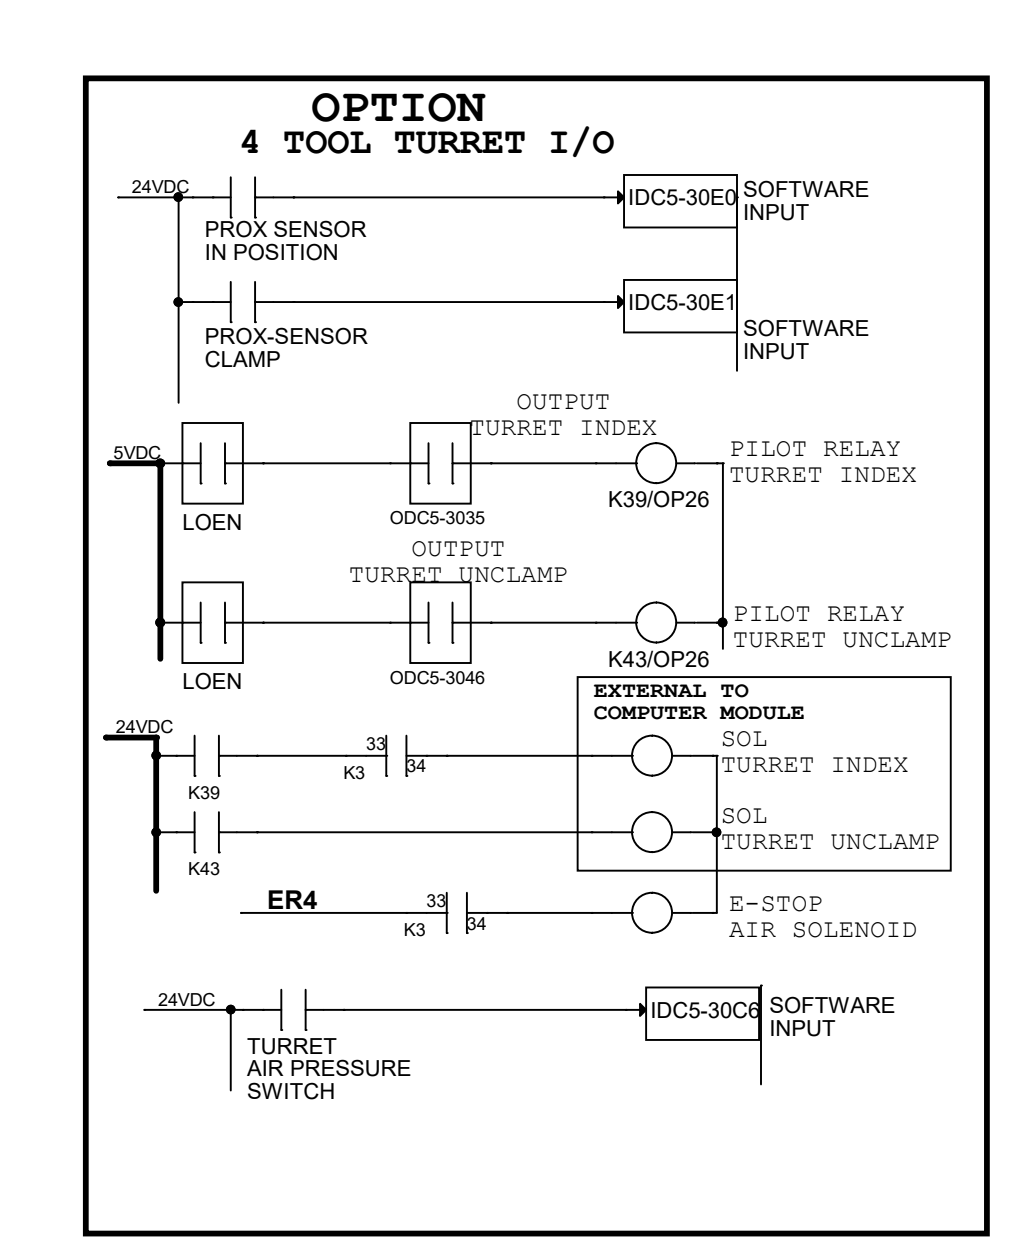 OPTION
4 TOOL TURRET I/O
24VDC
IDC5-30E0
SOFTWARE
INPUT
PROX SENSOR
IN POSITION
IDC5-30E1
SOFTWARE
INPUT
PROX-SENSOR
CLAMP
OUTPUT
TURRET INDEX
5VDC
PILOT RELAY
TURRET INDEX
K39/OP26
LOEN
ODC5-3035
OUTPUT
TURRET UNCLAMP
PILOT RELAY
TURRET UNCLAMP
K43/OP26
LOEN
ODC5-3046
EXTERNAL TO
COMPUTER MODULE
24VDC
SOL
TURRET INDEX
33
34
K3
K39
SOL
TURRET UNCLAMP
K43
ER4
33
34
K3
E-STOP
AIR SOLENOID
24VDC
IDC5-30C6
SOFTWARE
INPUT
TURRET
AIR PRESSURE
SWITCH